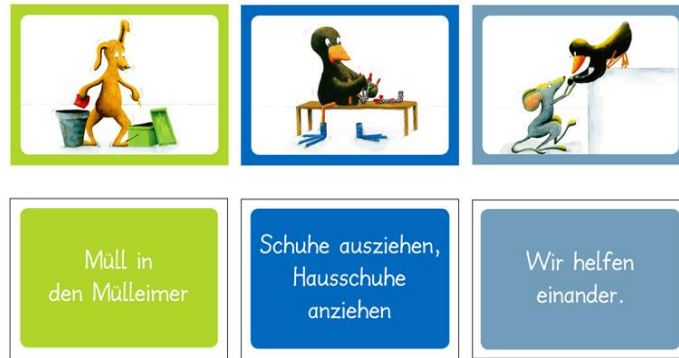 Müll in
den Mülleimer
Schuhe ausziehen,
Hausschuhe
anziehen
Wir helfen
einander.